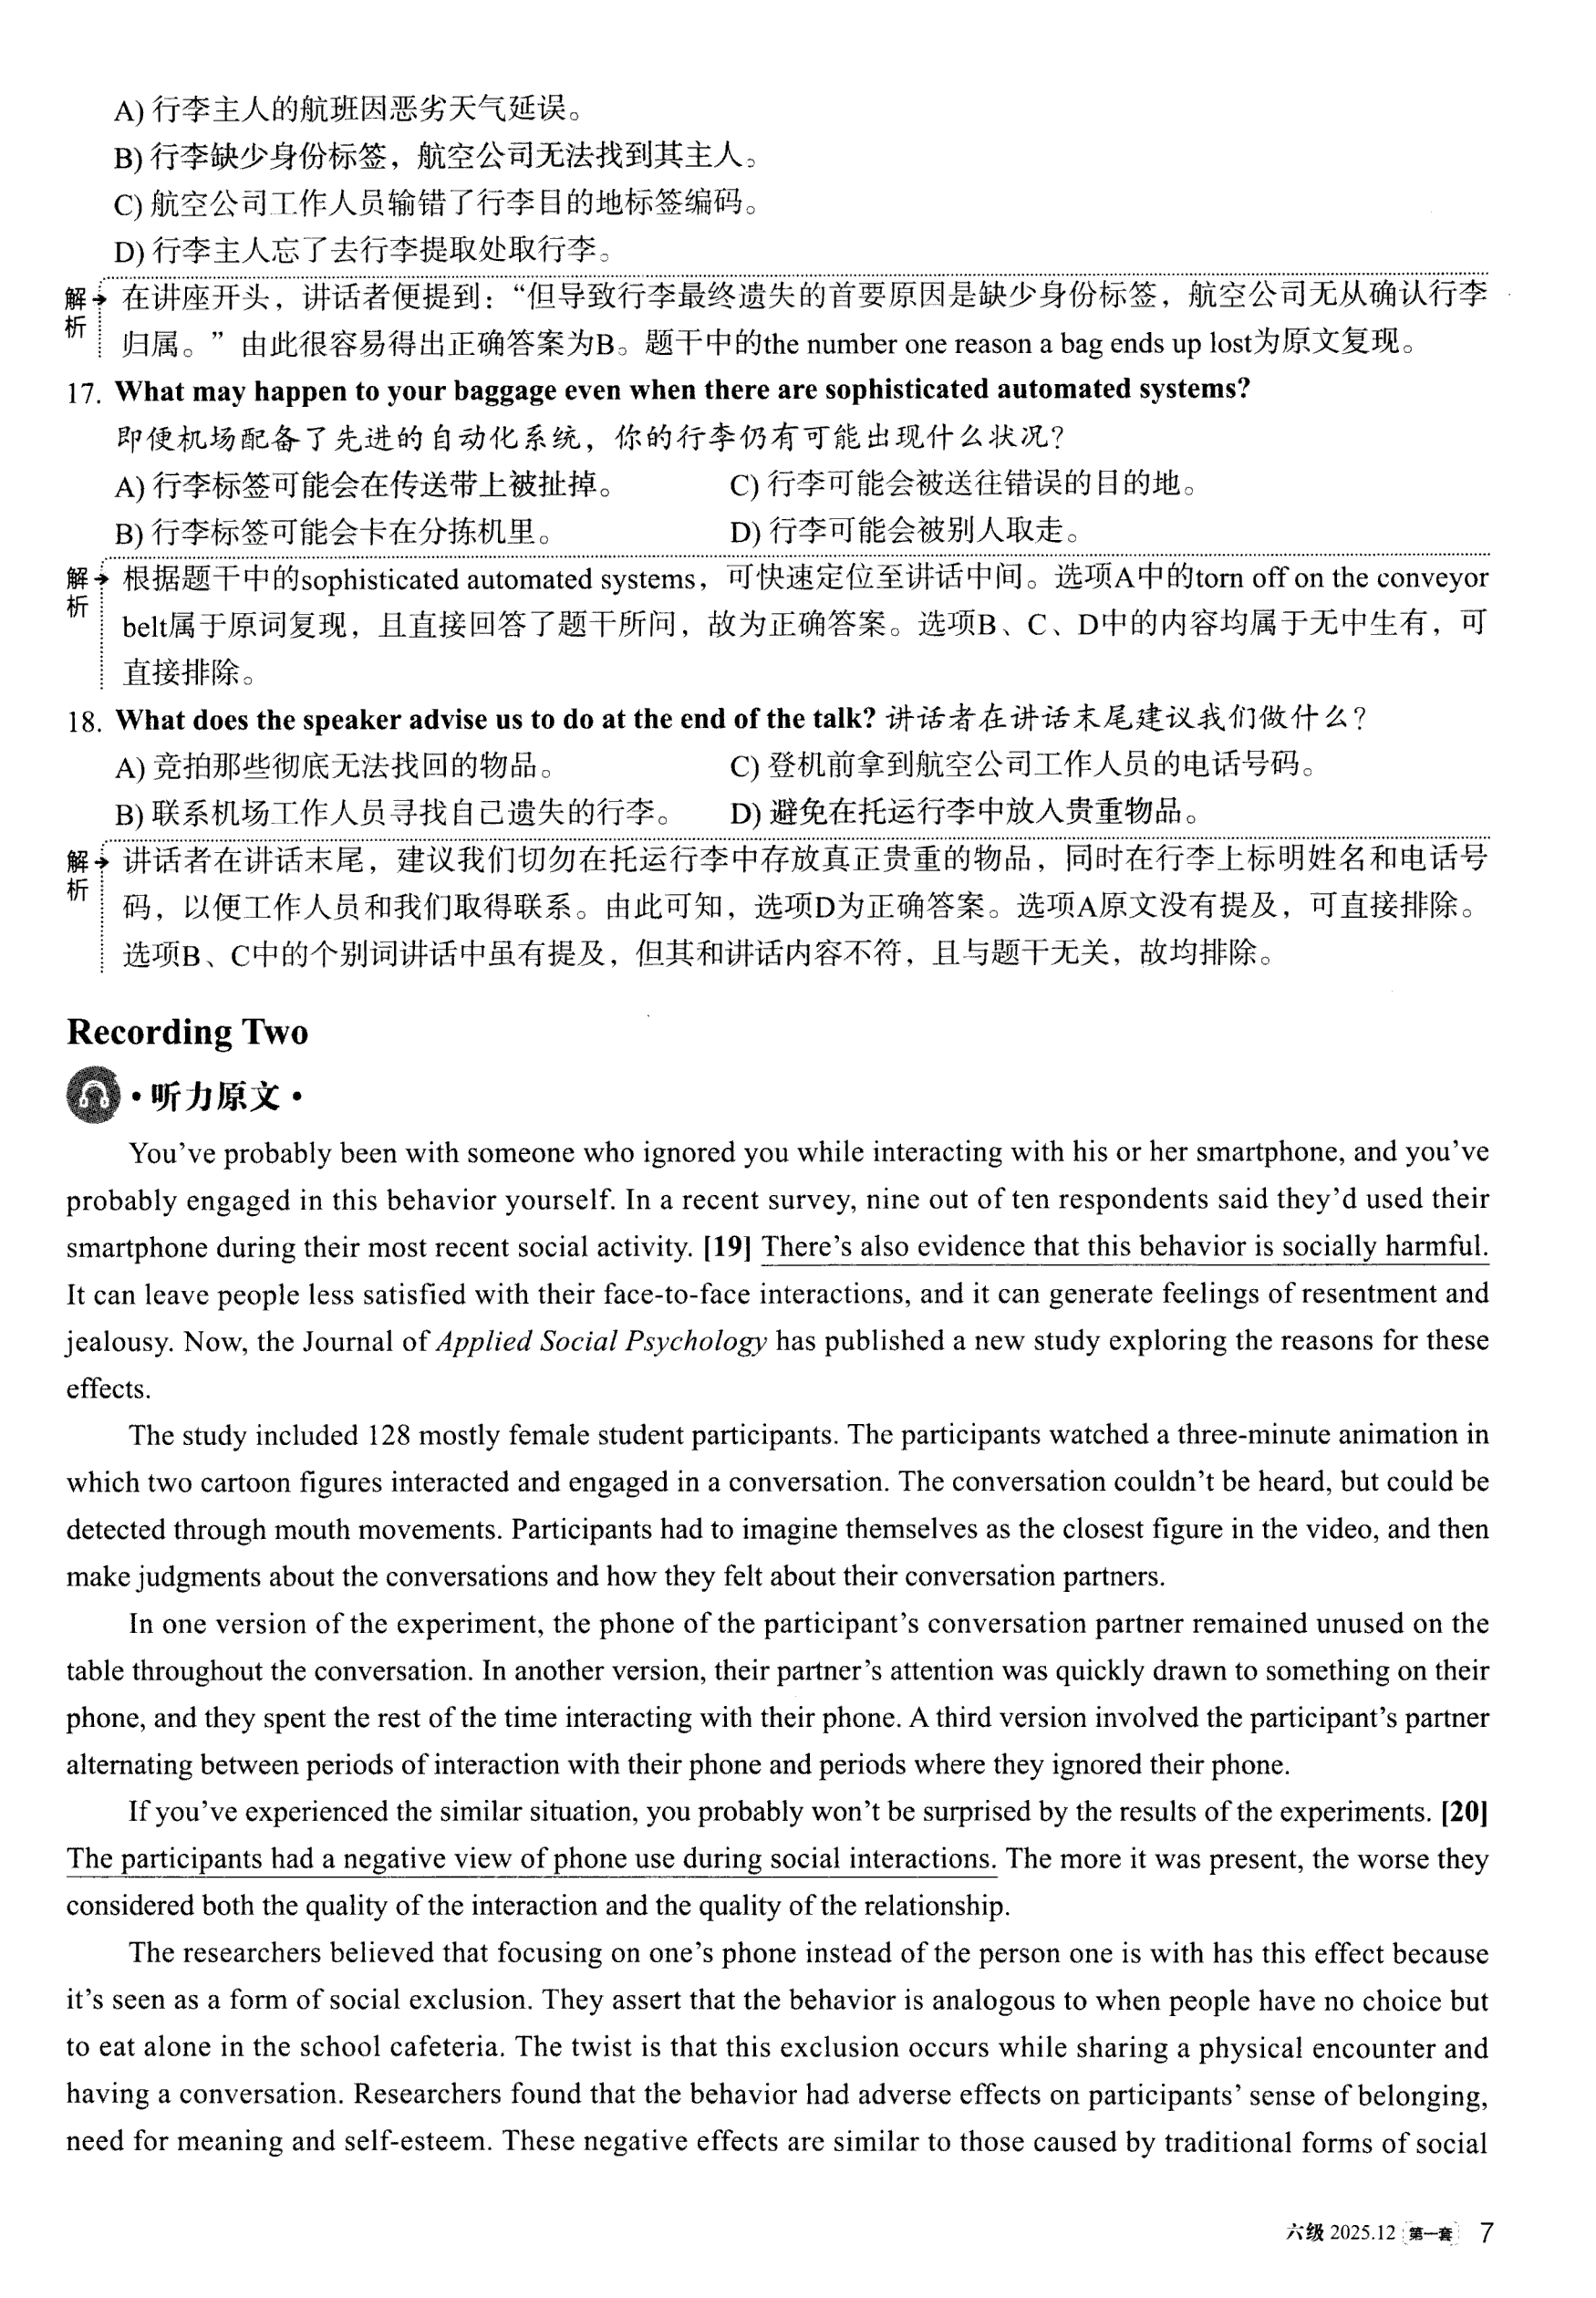 A) 行李主人的航班因恶劣天气延误。
B) 行李缺少身份标签，航空公司无法找到其主人。
C) 航空公司工作人员输错了行李目的地标签编码。
D) 行李主人忘了去行李提取处取行李。
解析 在讲座开头，讲话者便提到：“但导致行李最终遗失的首要原因是缺少身份标签，航空公司无从确认行李
归属。”由此很容易得出正确答案为B。题干中的the number one reason a bag ends up lost为原文复现。
17. What may happen to your baggage even when there are sophisticated automated systems?
即便机场配备了先进的自动化系统，你的行李仍有可能出现什么状况？
A) 行李标签可能会在传送带上被扯掉。 C) 行李可能会被送往错误的目的地。
B) 行李标签可能会卡在分拣机里。 D) 行李可能会被别人取走。
解析 根据题干中的sophisticated automated systems，可快速定位至讲话中间。选项A中的torn off on the conveyor
belt属于原词复现，且直接回答了题干所问，故为正确答案。选项B、C、D中的内容均属于无中生有，可
直接排除。
18. What does the speaker advise us to do at the end of the talk? 讲话者在讲话末尾建议我们做什么？
A) 竞拍那些彻底无法找回的物品。 C) 登机前拿到航空公司工作人员的电话号码。
B) 联系机场工作人员寻找自己遗失的行李。 D) 避免在托运行李中放入贵重物品。
解析 讲话者在讲话末尾，建议我们切勿在托运行李中存放真正贵重的物品，同时在行李上标明姓名和电话号
码，以便工作人员和我们取得联系。由此可知，选项D为正确答案。选项A原文没有提及，可直接排除。
选项B、C中的个别词讲话中虽有提及，但其和讲话内容不符，且与题干无关，故均排除。
Recording Two
·听力原文·
You’ve probably been with someone who ignored you while interacting with his or her smartphone, and you’ve
probably engaged in this behavior yourself. In a recent survey, nine out of ten respondents said they’d used their
smartphone during their most recent social activity. [19] There’s also evidence that this behavior is socially harmful.
It can leave people less satisfied with their face-to-face interactions, and it can generate feelings of resentment and
jealousy. Now, the Journal of Applied Social Psychology has published a new study exploring the reasons for these
effects.
The study included 128 mostly female student participants. The participants watched a three-minute animation in
which two cartoon figures interacted and engaged in a conversation. The conversation couldn’t be heard, but could be
detected through mouth movements. Participants had to imagine themselves as the closest figure in the video, and then
make judgments about the conversations and how they felt about their conversation partners.
In one version of the experiment, the phone of the participant’s conversation partner remained unused on the
table throughout the conversation. In another version, their partner’s attention was quickly drawn to something on their
phone, and they spent the rest of the time interacting with their phone. A third version involved the participant’s partner
alternating between periods of interaction with their phone and periods where they ignored their phone.
If you’ve experienced the similar situation, you probably won’t be surprised by the results of the experiments. [20]
The participants had a negative view of phone use during social interactions. The more it was present, the worse they
considered both the quality of the interaction and the quality of the relationship.
The researchers believed that focusing on one’s phone instead of the person one is with has this effect because
it’s seen as a form of social exclusion. They assert that the behavior is analogous to when people have no choice but
to eat alone in the school cafeteria. The twist is that this exclusion occurs while sharing a physical encounter and
having a conversation. Researchers found that the behavior had adverse effects on participants’ sense of belonging,
need for meaning and self-esteem. These negative effects are similar to those caused by traditional forms of social
六级 2025.12 第一套 7